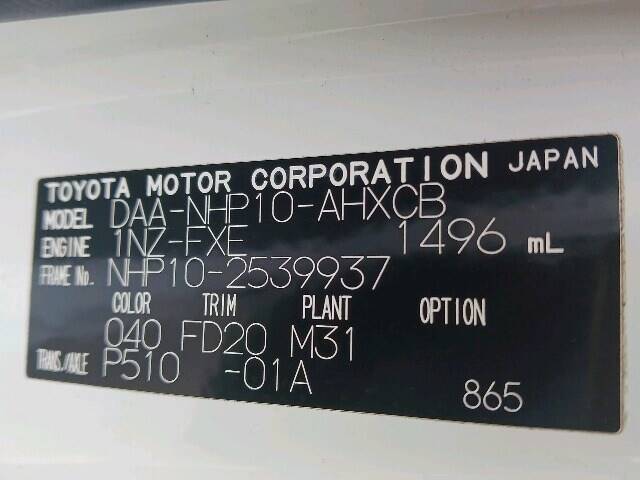 TOYOTA MOTOR CORPORATION JAPAN
MODEL DAA-NHP10-AHXCB
ENGINE 1NZ-FXE 1496 mL
FRAME No. NHP10-2539937
COLOR TRIM PLANT OPTION
040 FD20 M31
TRANS./AXLE P510 -01A
865